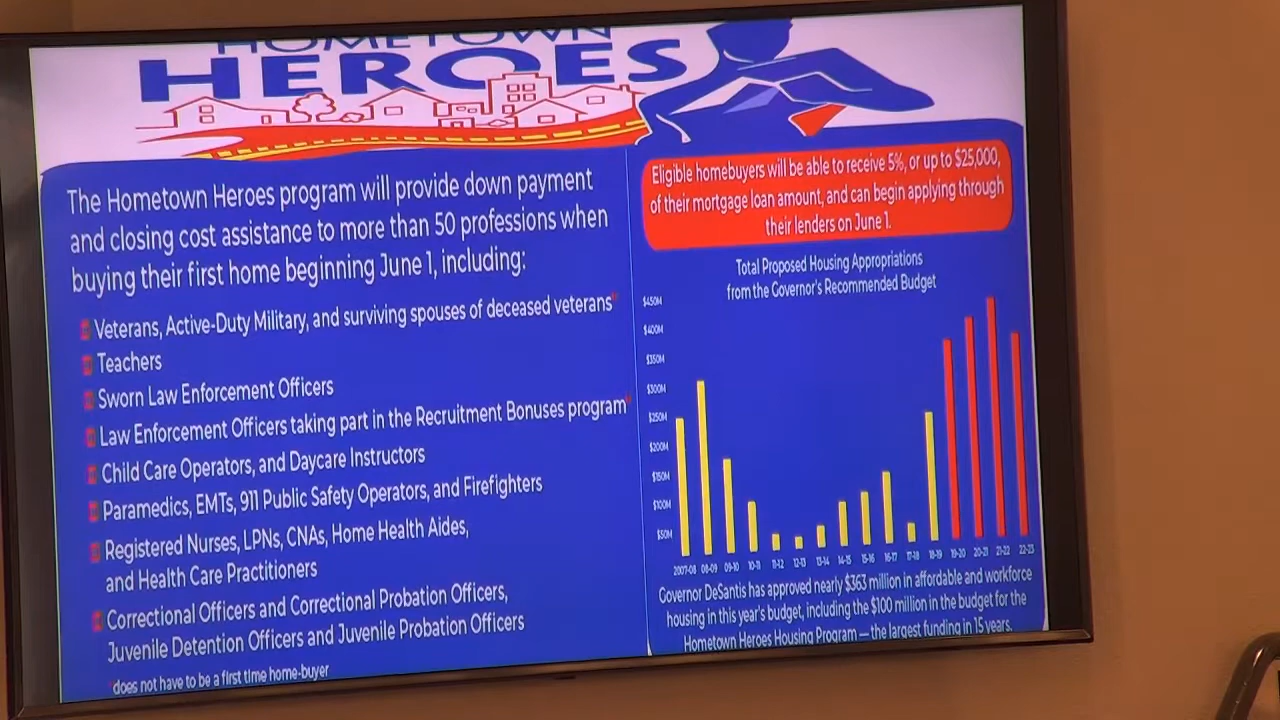 HOMETOWN
HEROES
The Hometown Heroes program will provide down payment
and closing cost assistance to more than 50 professions when
buying their first home beginning June 1, including:
Veterans, Active-Duty Military, and surviving spouses of deceased veterans*
Teachers
Sworn Law Enforcement Officers
Law Enforcement Officers taking part in the Recruitment Bonuses program*
Child Care Operators, and Daycare Instructors
Paramedics, EMTs, 911 Public Safety Operators, and Firefighters
Registered Nurses, LPNs, CNAs, Home Health Aides,
and Health Care Practitioners
Correctional Officers and Correctional Probation Officers,
Juvenile Detention Officers and Juvenile Probation Officers
*does not have to be a first time home-buyer
Eligible homebuyers will be able to receive 5%, or up to $25,000,
of their mortgage loan amount, and can begin applying through
their lenders on June 1.
Total Proposed Housing Appropriations
from the Governor's Recommended Budget
$450M
$400M
$350M
$300M
$250M
$200M
$150M
$100M
$50M
2007-08 08-09 09-10 10-11 11-12 12-13 13-14 14-15 15-16 16-17 17-18 18-19 19-20 20-21 21-22 22-23
Governor DeSantis has approved nearly $363 million in affordable and workforce
housing in this year's budget, including the $100 million in the budget for the
Hometown Heroes Housing Program — the largest funding in 15 years.